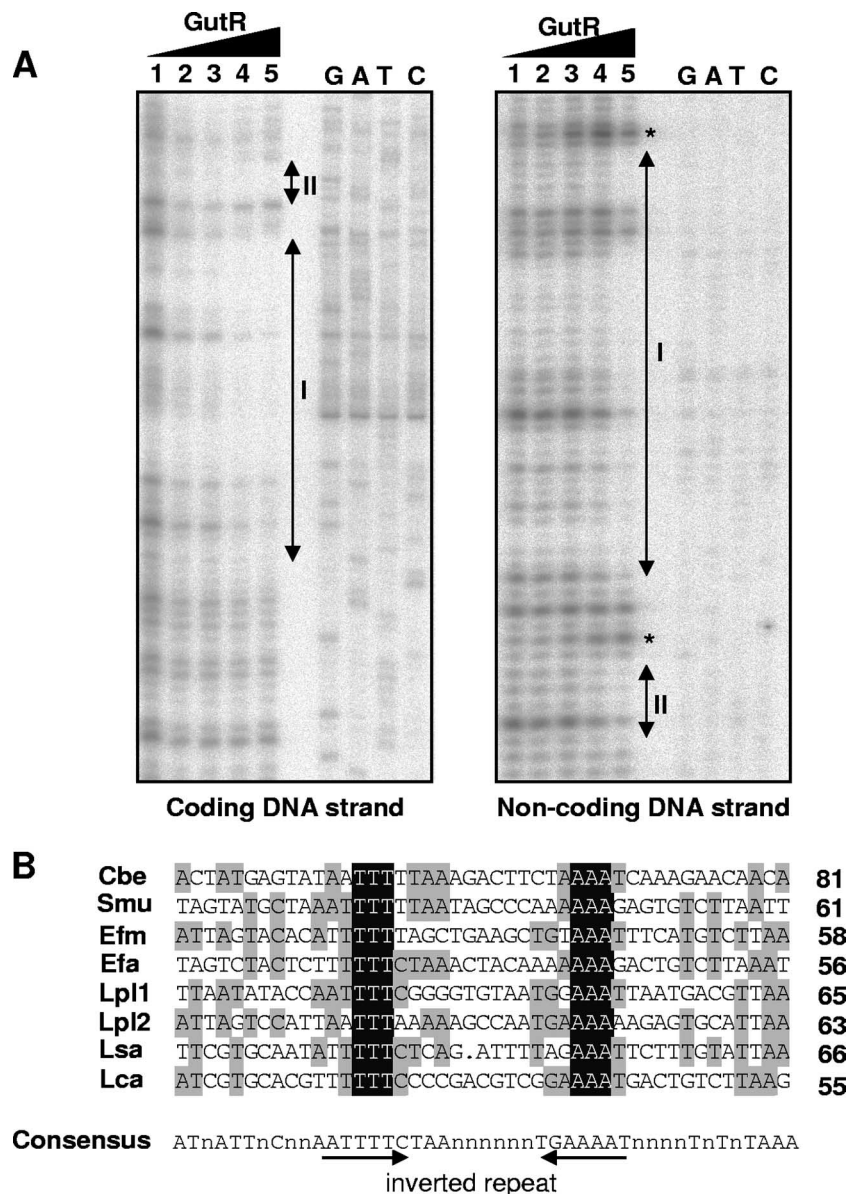 A
GutR
1 2 3 4 5 G A T C
II
I
Coding DNA strand
GutR
1 2 3 4 5 G A T C
*
I
*
II
Non-coding DNA strand
B
Cbe ACTATGAGTATAATTTTTAAAGACTTCTAAAATCAAAGAACAACA 81
Smu TAGTATGCTAAATTTTTTAATAGCCCAAAAAAGAGTGTCTTAATT 61
Efm ATTAGTACACATTTTTTAGCTGAAGCTGTAAATTTCATGTCTTAA 58
Efa TAGTCTACTCTTTTTTCTAAACTACAAAAAAAGACTGTCTTAAAT 56
Lpl1 TTAATATACCAATTTTCGGGGTGTAATGGAAATTAATGACGTTAA 65
Lpl2 ATTAGTCCATTAATTTAAAAAGCCAATGAAAAAAGAGTGCATTAA 63
Lsa TTCGTGCAATATTTTTCTCAG.ATTTTAGAAATTCTTTGTATTAA 66
Lca ATCGTGCACGTTTTTTCCCCGACGTCGGAAAATGACTGTCTTAAG 55
Consensus ATnATTnCnnAATTTTCTAAnnnnnnTGAAAATnnnnTnTnTAAA
inverted repeat